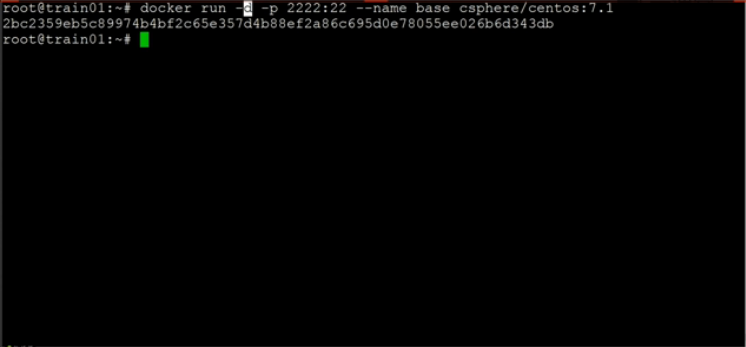 root@train01:~# docker run -d -p 2222:22 --name base csphere/centos:7.1
2bc2359eb5c89974b4bf2c65e357d4b88ef2a86c695d0e78055ee026b6d343db
root@train01:~#